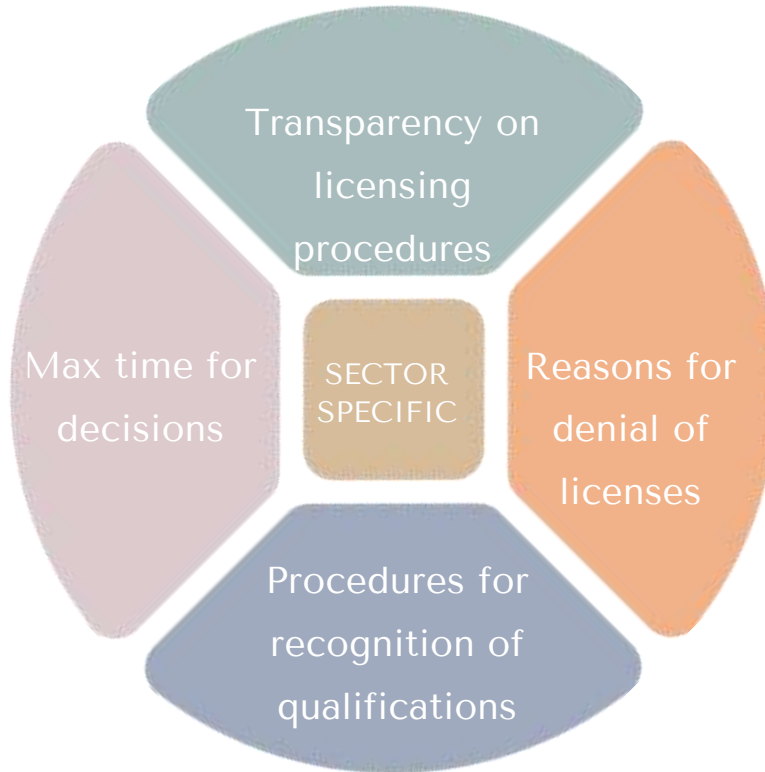 Transparency on
licensing
procedures
Max time for
decisions
SECTOR
SPECIFIC
Reasons for
denial of
licenses
Procedures for
recognition of
qualifications